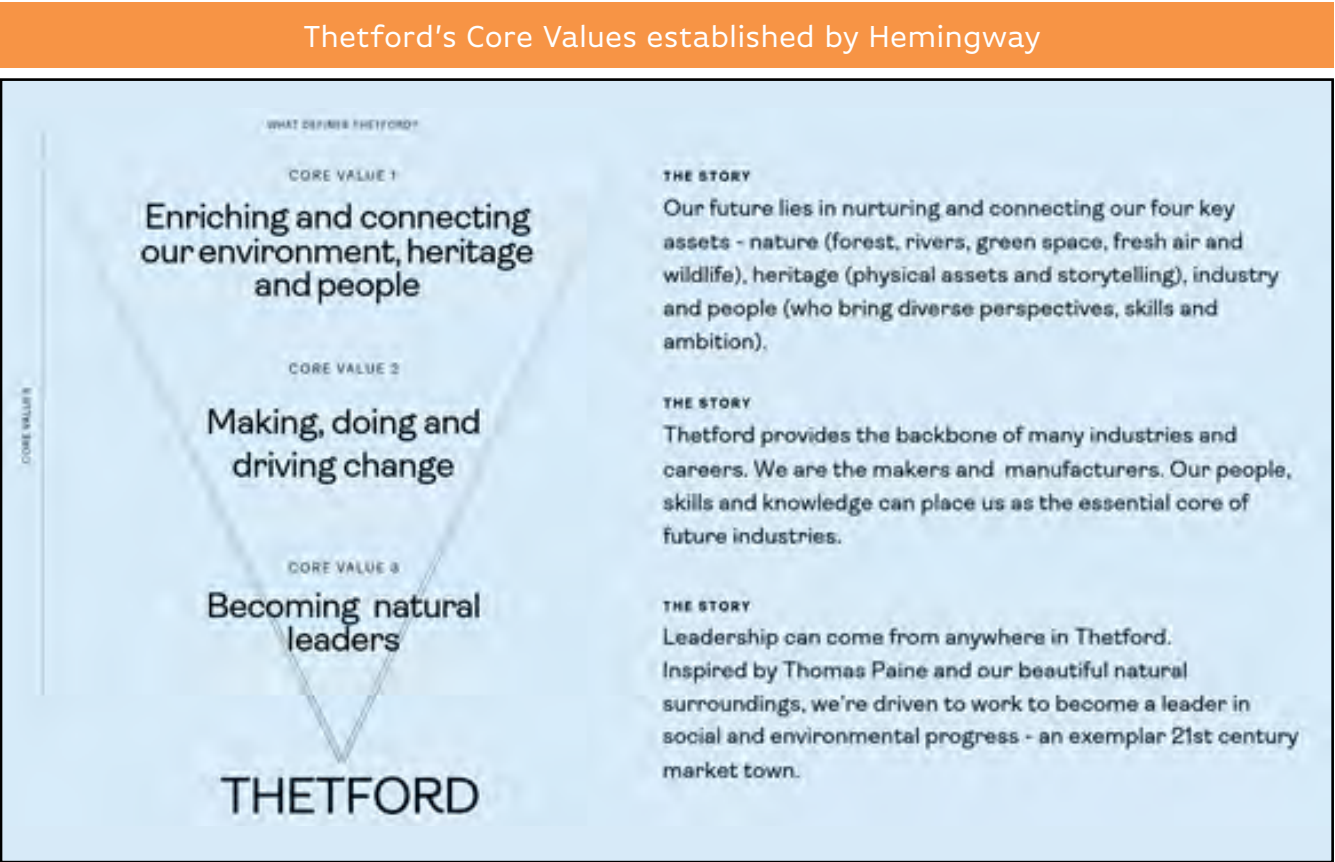 Thetford's Core Values established by Hemingway
WHAT DEFINES THETFORD?
CORE VALUES
CORE VALUE 1
Enriching and connecting
our environment, heritage
and people
THE STORY
Our future lies in nurturing and connecting our four key
assets - nature (forest, rivers, green space, fresh air and
wildlife), heritage (physical assets and storytelling), industry
and people (who bring diverse perspectives, skills and
ambition).
CORE VALUE 2
Making, doing and
driving change
THE STORY
Thetford provides the backbone of many industries and
careers. We are the makers and manufacturers. Our people,
skills and knowledge can place us as the essential core of
future industries.
CORE VALUE 3
Becoming natural
leaders
THE STORY
Leadership can come from anywhere in Thetford.
Inspired by Thomas Paine and our beautiful natural
surroundings, we're driven to work to become a leader in
social and environmental progress - an exemplar 21st century
market town.
THETFORD